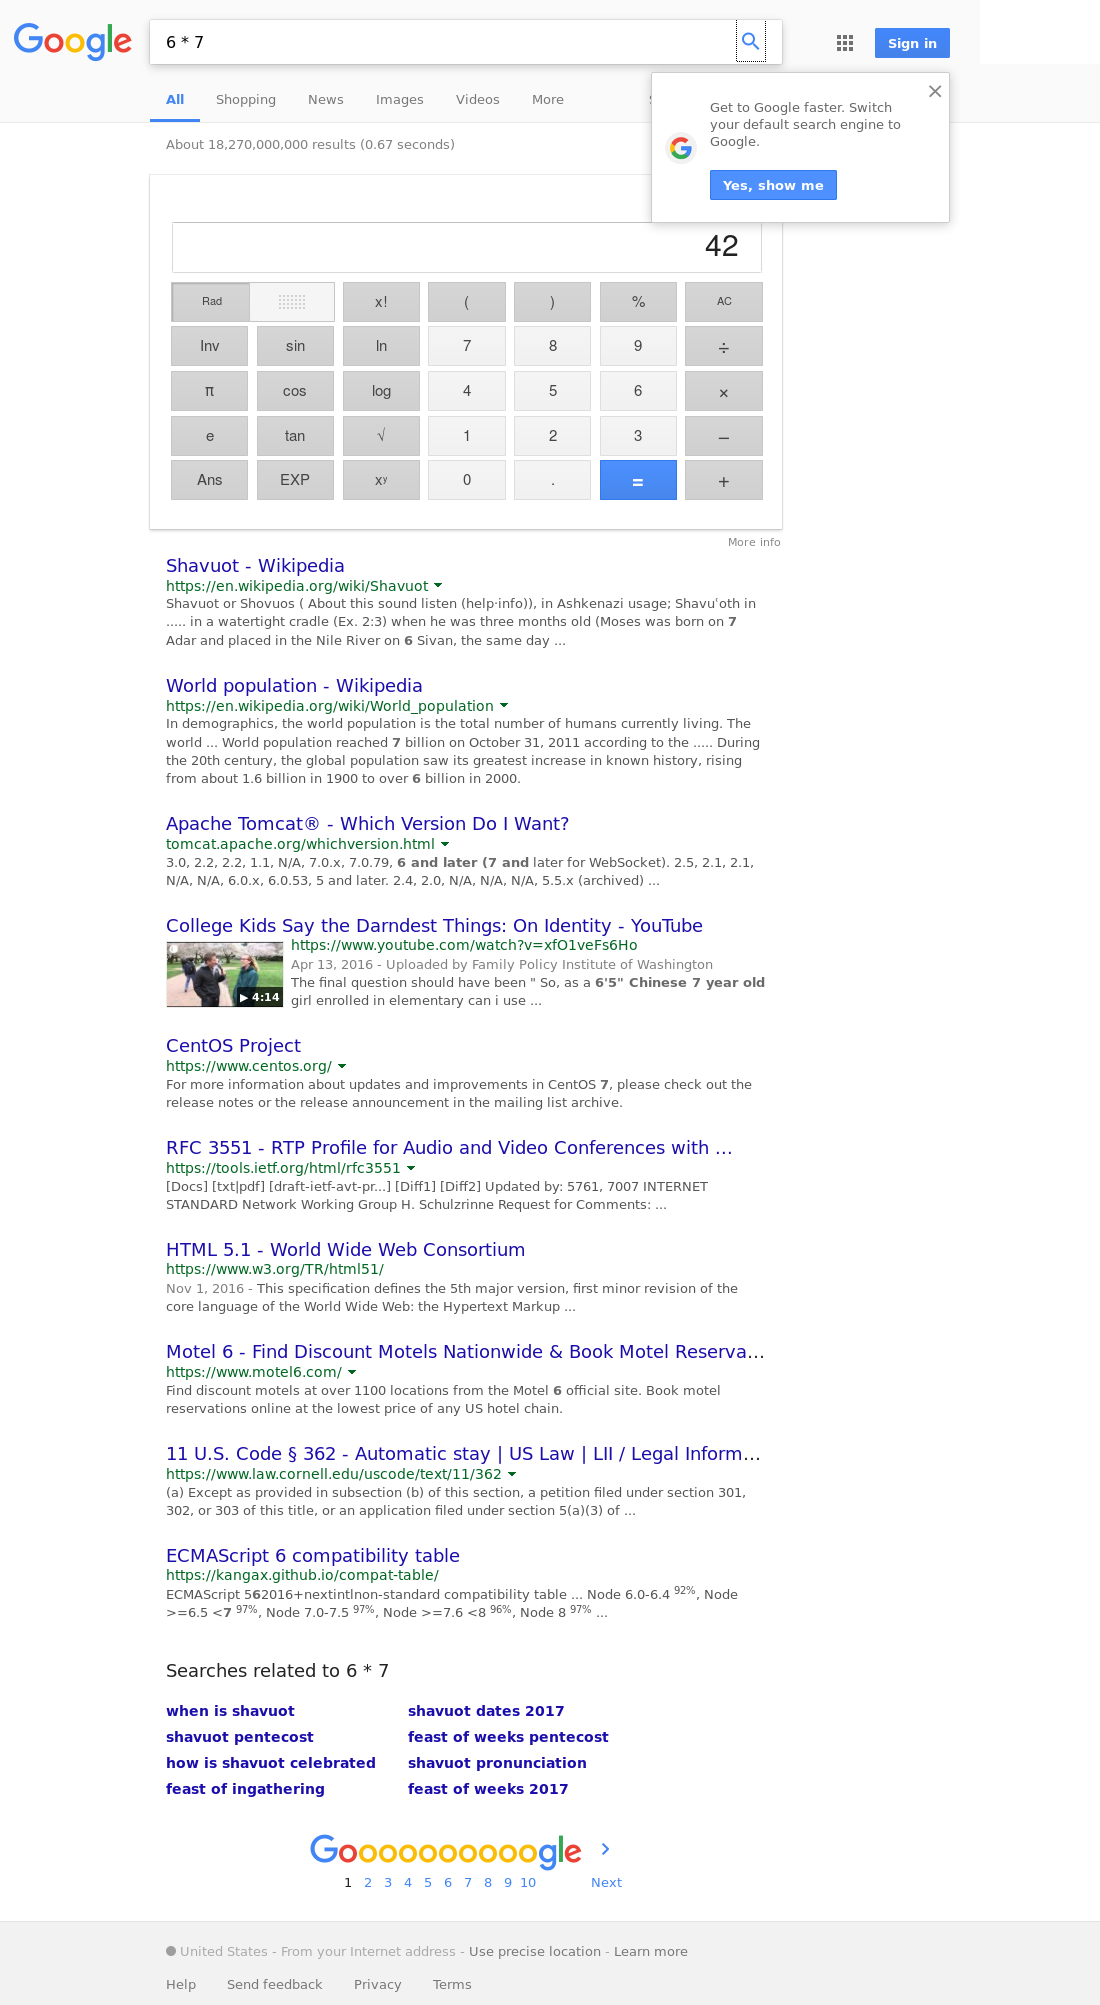 Google
6 * 7
Sign in
All Shopping News Images Videos More
Get to Google faster. Switch
your default search engine to
Google.
Yes, show me
About 18,270,000,000 results (0.67 seconds)
42
Rad x! ( ) % AC
Inv sin ln 7 8 9 ÷
π cos log 4 5 6 ×
e tan √ 1 2 3 −
Ans EXP xʸ 0 . = +
More info
Shavuot - Wikipedia
https://en.wikipedia.org/wiki/Shavuot
Shavuot or Shovuos ( About this sound listen (help·info)), in Ashkenazi usage; Shavuʿoth in
..... in a watertight cradle (Ex. 2:3) when he was three months old (Moses was born on 7
Adar and placed in the Nile River on 6 Sivan, the same day ...
World population - Wikipedia
https://en.wikipedia.org/wiki/World_population
In demographics, the world population is the total number of humans currently living. The
world ... World population reached 7 billion on October 31, 2011 according to the ..... During
the 20th century, the global population saw its greatest increase in known history, rising
from about 1.6 billion in 1900 to over 6 billion in 2000.
Apache Tomcat® - Which Version Do I Want?
tomcat.apache.org/whichversion.html
3.0, 2.2, 2.2, 1.1, N/A, 7.0.x, 7.0.79, 6 and later (7 and later for WebSocket). 2.5, 2.1, 2.1,
N/A, N/A, 6.0.x, 6.0.53, 5 and later. 2.4, 2.0, N/A, N/A, N/A, 5.5.x (archived) ...
College Kids Say the Darndest Things: On Identity - YouTube
https://www.youtube.com/watch?v=xfO1veFs6Ho
Apr 13, 2016 - Uploaded by Family Policy Institute of Washington
The final question should have been " So, as a 6'5" Chinese 7 year old
girl enrolled in elementary can i use ...
▶ 4:14
CentOS Project
https://www.centos.org/
For more information about updates and improvements in CentOS 7, please check out the
release notes or the release announcement in the mailing list archive.
RFC 3551 - RTP Profile for Audio and Video Conferences with ...
https://tools.ietf.org/html/rfc3551
[Docs] [txt|pdf] [draft-ietf-avt-pr...] [Diff1] [Diff2] Updated by: 5761, 7007 INTERNET
STANDARD Network Working Group H. Schulzrinne Request for Comments: ...
HTML 5.1 - World Wide Web Consortium
https://www.w3.org/TR/html51/
Nov 1, 2016 - This specification defines the 5th major version, first minor revision of the
core language of the World Wide Web: the Hypertext Markup ...
Motel 6 - Find Discount Motels Nationwide & Book Motel Reserva...
https://www.motel6.com/
Find discount motels at over 1100 locations from the Motel 6 official site. Book motel
reservations online at the lowest price of any US hotel chain.
11 U.S. Code § 362 - Automatic stay | US Law | LII / Legal Inform...
https://www.law.cornell.edu/uscode/text/11/362
(a) Except as provided in subsection (b) of this section, a petition filed under section 301,
302, or 303 of this title, or an application filed under section 5(a)(3) of ...
ECMAScript 6 compatibility table
https://kangax.github.io/compat-table/
ECMAScript 562016+nextintlnon-standard compatibility table ... Node 6.0-6.4 92%, Node
>=6.5 <7 97%, Node 7.0-7.5 97%, Node >=7.6 <8 96%, Node 8 97% ...
Searches related to 6 * 7
when is shavuot shavuot dates 2017
shavuot pentecost feast of weeks pentecost
how is shavuot celebrated shavuot pronunciation
feast of ingathering feast of weeks 2017
Goooooooooogle
1 2 3 4 5 6 7 8 9 10 Next
United States - From your Internet address - Use precise location - Learn more
Help Send feedback Privacy Terms